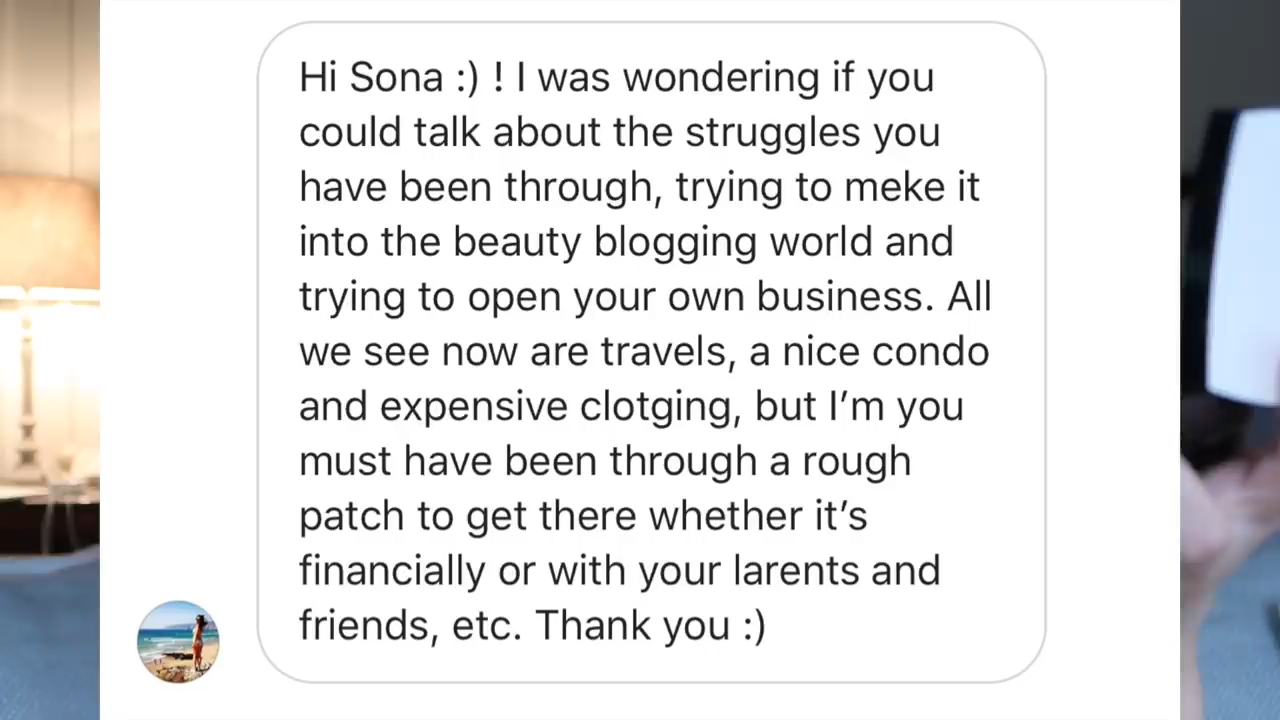 Hi Sona :) ! I was wondering if you
could talk about the struggles you
have been through, trying to meke it
into the beauty blogging world and
trying to open your own business. All
we see now are travels, a nice condo
and expensive clotging, but I’m you
must have been through a rough
patch to get there whether it’s
financially or with your larents and
friends, etc. Thank you :)